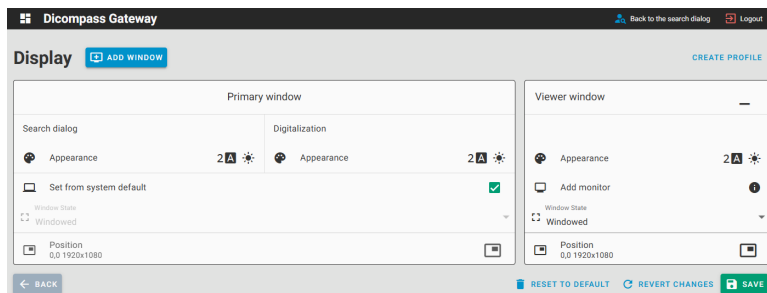 Dicompass Gateway
Back to the search dialog
Logout
Display
ADD WINDOW
CREATE PROFILE
Primary window
Viewer window
Search dialog
Digitalization
Appearance
2 A
Appearance
2 A
Appearance
2 A
Set from system default
Add monitor
Window State
Windowed
Window State
Windowed
Position
0,0 1920x1080
Position
0,0 1920x1080
BACK
RESET TO DEFAULT
REVERT CHANGES
SAVE